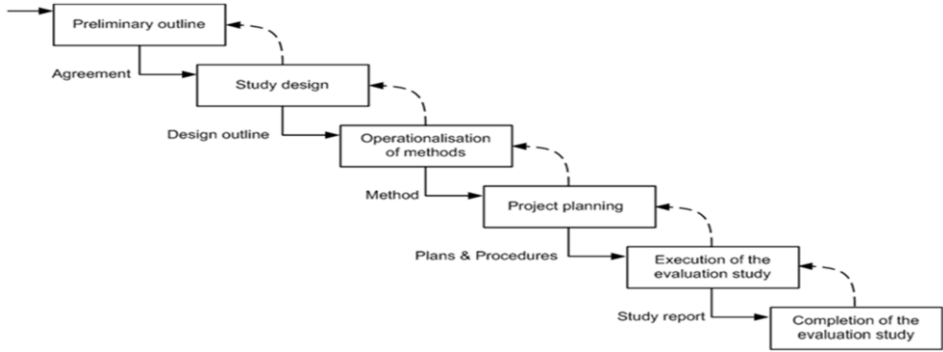 Preliminary outline
Agreement
Study design
Design outline
Operationalisation
of methods
Method
Project planning
Plans & Procedures
Execution of the
evaluation study
Study report
Completion of the
evaluation study